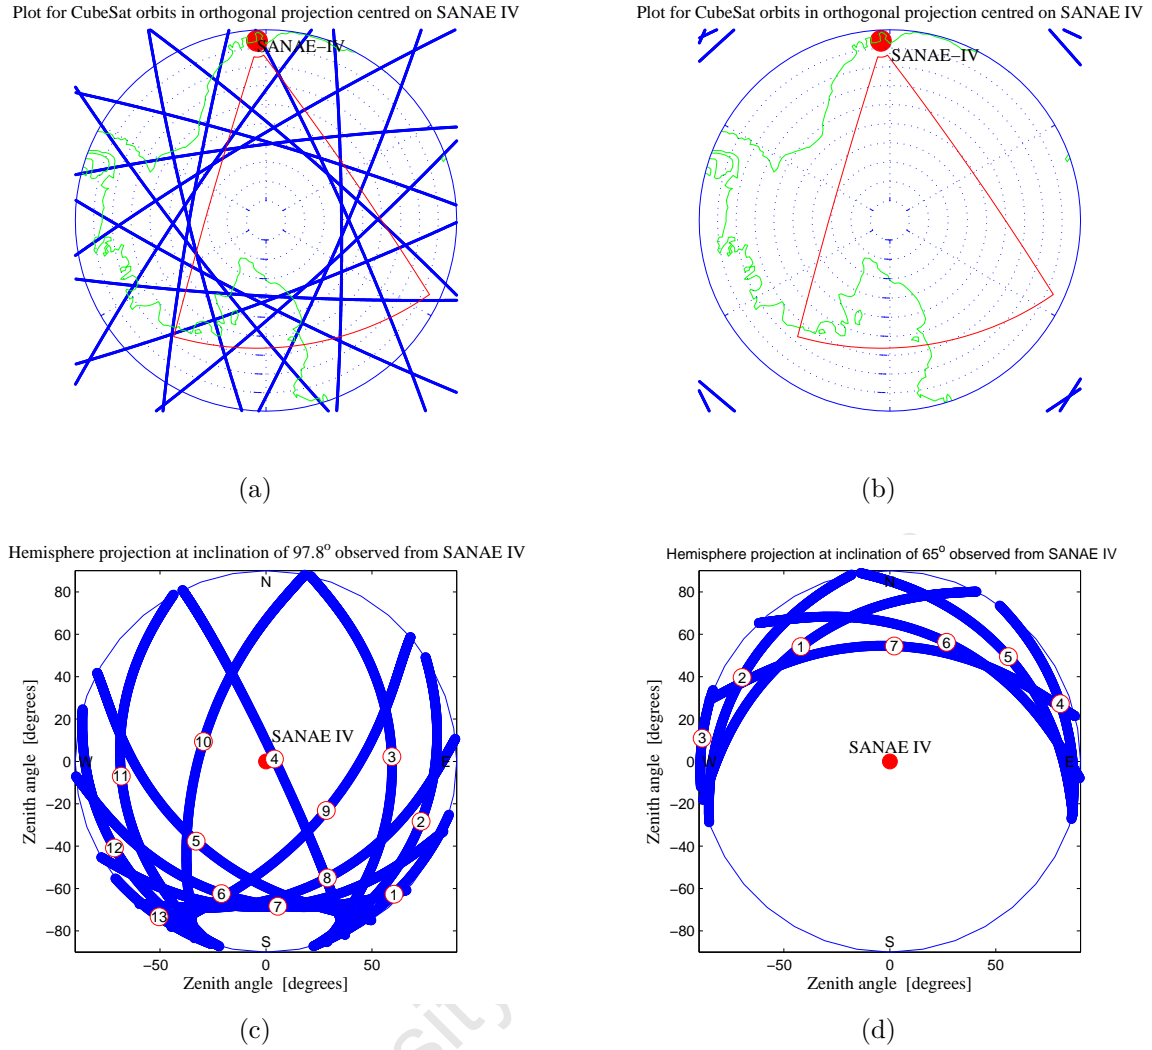 Plot for CubeSat orbits in orthogonal projection centred on SANAE IV
SANAE−IV
(a)
Plot for CubeSat orbits in orthogonal projection centred on SANAE IV
SANAE−IV
(b)
Hemisphere projection at inclination of 97.8° observed from SANAE IV
Zenith angle [degrees]
80
60
40
20
0
−20
−40
−60
−80
N
W
E
S
SANAE IV
1
2
3
4
5
6
7
8
9
10
11
12
13
−50
0
50
Zenith angle [degrees]
(c)
Hemisphere projection at inclination of 65° observed from SANAE IV
Zenith angle [degrees]
80
60
40
20
0
−20
−40
−60
−80
N
W
E
S
SANAE IV
1
2
3
4
5
6
7
−50
0
50
Zenith angle [degrees]
(d)
sity